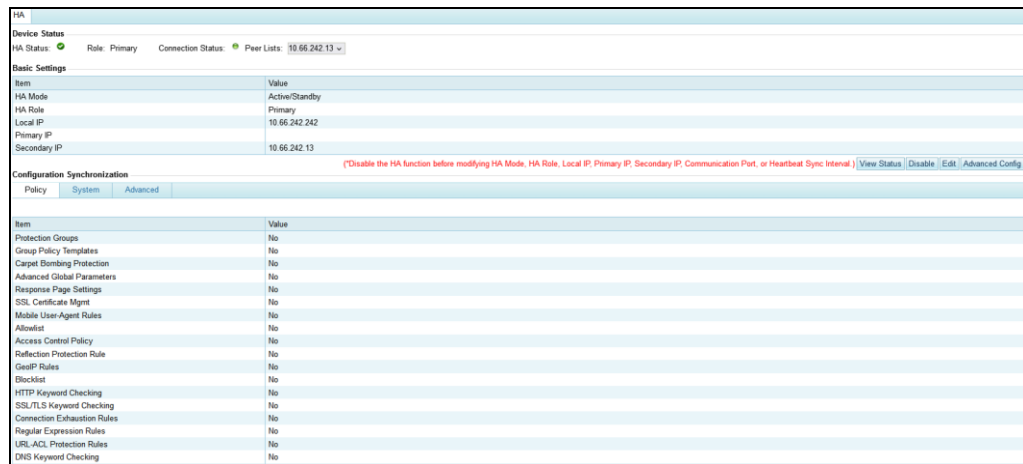 HA
Device Status
HA Status: Role: Primary Connection Status: Peer Lists: 10.66.242.13
Basic Settings
Item Value
HA Mode Active/Standby
HA Role Primary
Local IP 10.66.242.242
Primary IP
Secondary IP 10.66.242.13
(*Disable the HA function before modifying HA Mode, HA Role, Local IP, Primary IP, Secondary IP, Communication Port, or Heartbeat Sync Interval.) View Status Disable Edit Advanced Config
Configuration Synchronization
Policy System Advanced
Item Value
Protection Groups No
Group Policy Templates No
Carpet Bombing Protection No
Advanced Global Parameters No
Response Page Settings No
SSL Certificate Mgmt No
Mobile User-Agent Rules No
Allowlist No
Access Control Policy No
Reflection Protection Rule No
GeoIP Rules No
Blocklist No
HTTP Keyword Checking No
SSL/TLS Keyword Checking No
Connection Exhaustion Rules No
Regular Expression Rules No
URL-ACL Protection Rules No
DNS Keyword Checking No